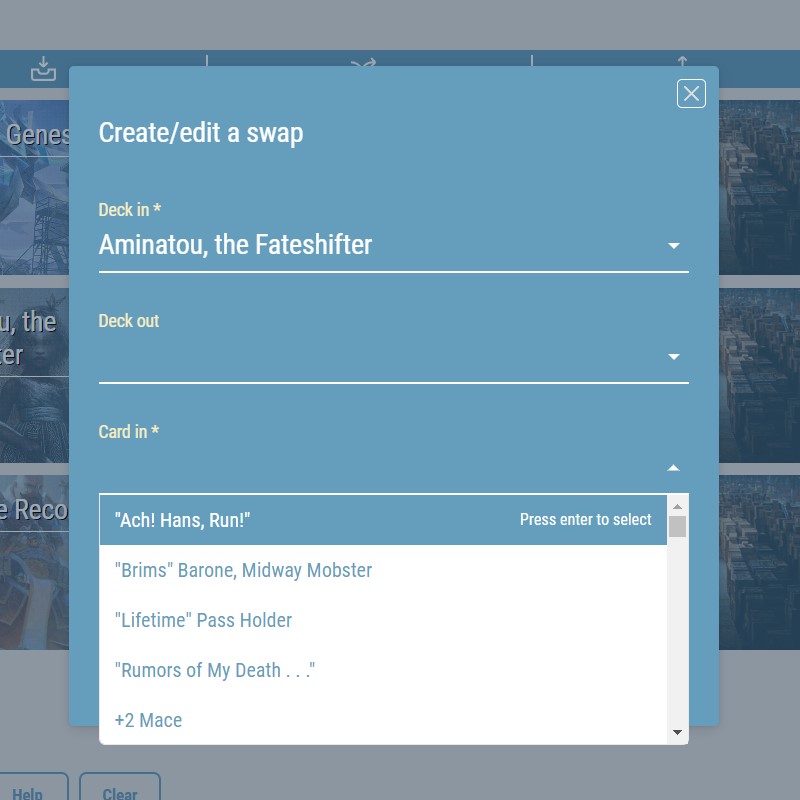 Genes
u, the
ter
e Reco
Create/edit a swap
Deck in *
Aminatou, the Fateshifter
Deck out
Card in *
"Ach! Hans, Run!" Press enter to select
"Brims" Barone, Midway Mobster
"Lifetime" Pass Holder
"Rumors of My Death . . ."
+2 Mace
Help Clear